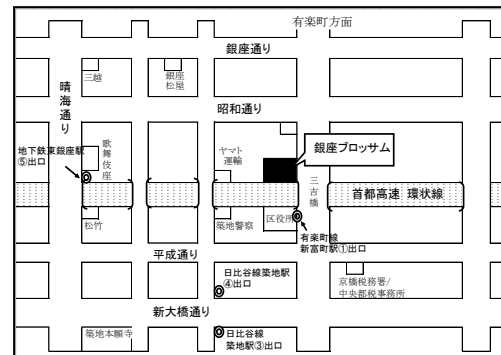 有楽町方面
銀座通り
三越
銀座
松屋
晴海通り
昭和通り
地下鉄東銀座駅
⑤出口
歌舞伎座
ヤマト
運輸
銀座ブロッサム
三吉橋
首都高速 環状線
松竹
築地警察
区役所
有楽町線
新富町駅①出口
平成通り
日比谷線築地駅
④出口
京橋税務署/
中央都税事務所
新大橋通り
築地本願寺
日比谷線
築地駅③出口